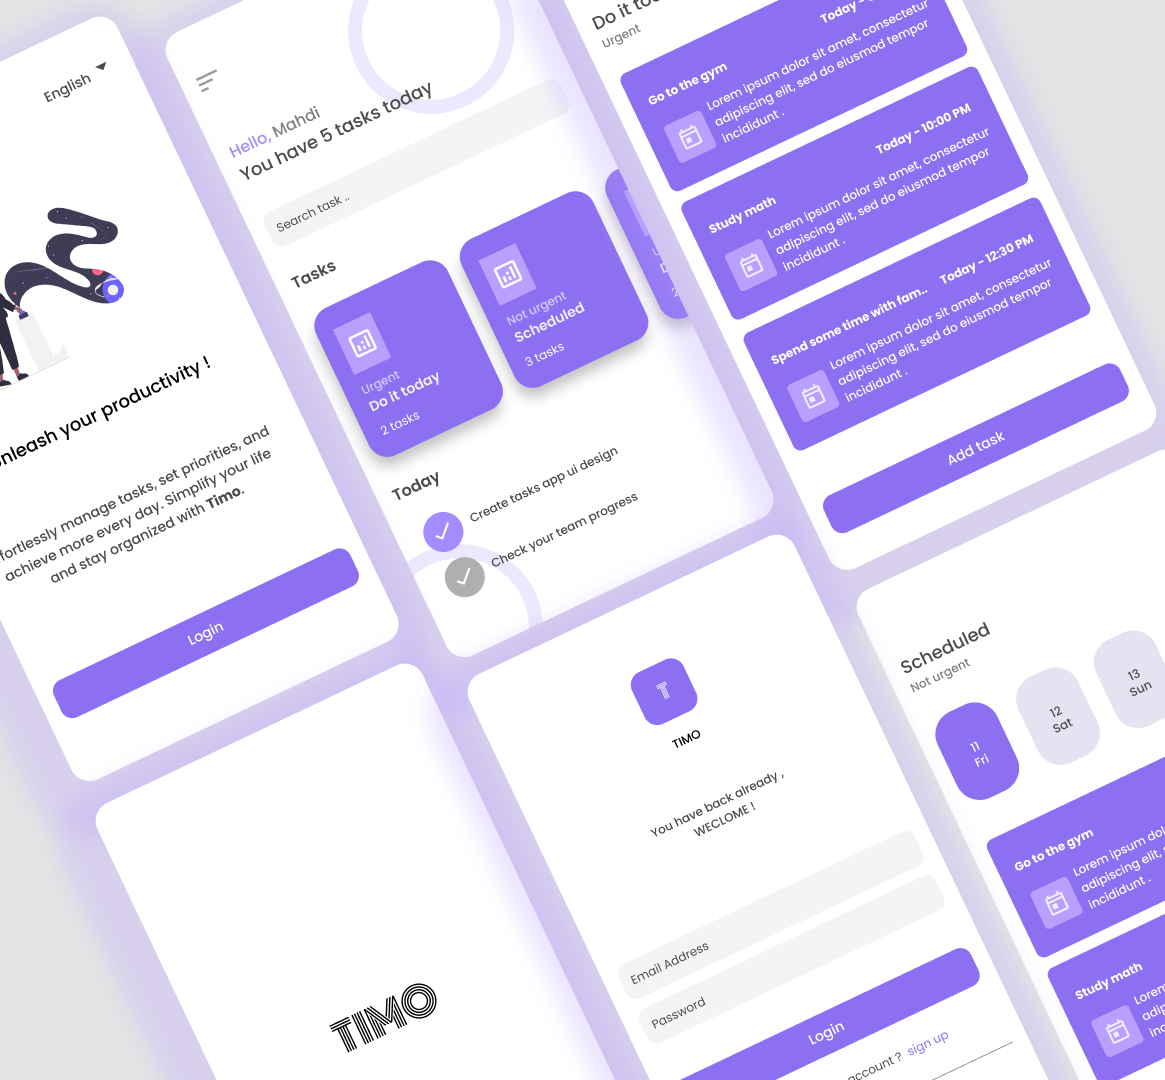 English
nleash your productivity !
fortlessly manage tasks, set priorities, and
achieve more every day. Simplify your life
and stay organized with Timo.
Login
Hello, Mahdi
You have 5 tasks today
Search task ..
Tasks
Urgent
Do it today
2 tasks
Not urgent
Scheduled
3 tasks
2
Today
Create tasks app ui design
Check your team progress
Do it to
Urgent
Today -
Go to the gym
Lorem ipsum dolor sit amet, consectetur
adipiscing elit, sed do eiusmod tempor
incididunt .
Today - 10:00 PM
Study math
Lorem ipsum dolor sit amet, consectetur
adipiscing elit, sed do eiusmod tempor
incididunt .
Today - 12:30 PM
Spend some time with fam..
Lorem ipsum dolor sit amet, consectetur
adipiscing elit, sed do eiusmod tempor
incididunt .
Add task
TIMO
T
TIMO
You have back already ,
WECLOME !
Email Address
Password
Login
account ? sign up
Scheduled
Not urgent
11
Fri
12
Sat
13
Sun
Go to the gym
Lorem ipsum dol
adipiscing elit, s
incididunt .
Study math
Lorem
adip
inc